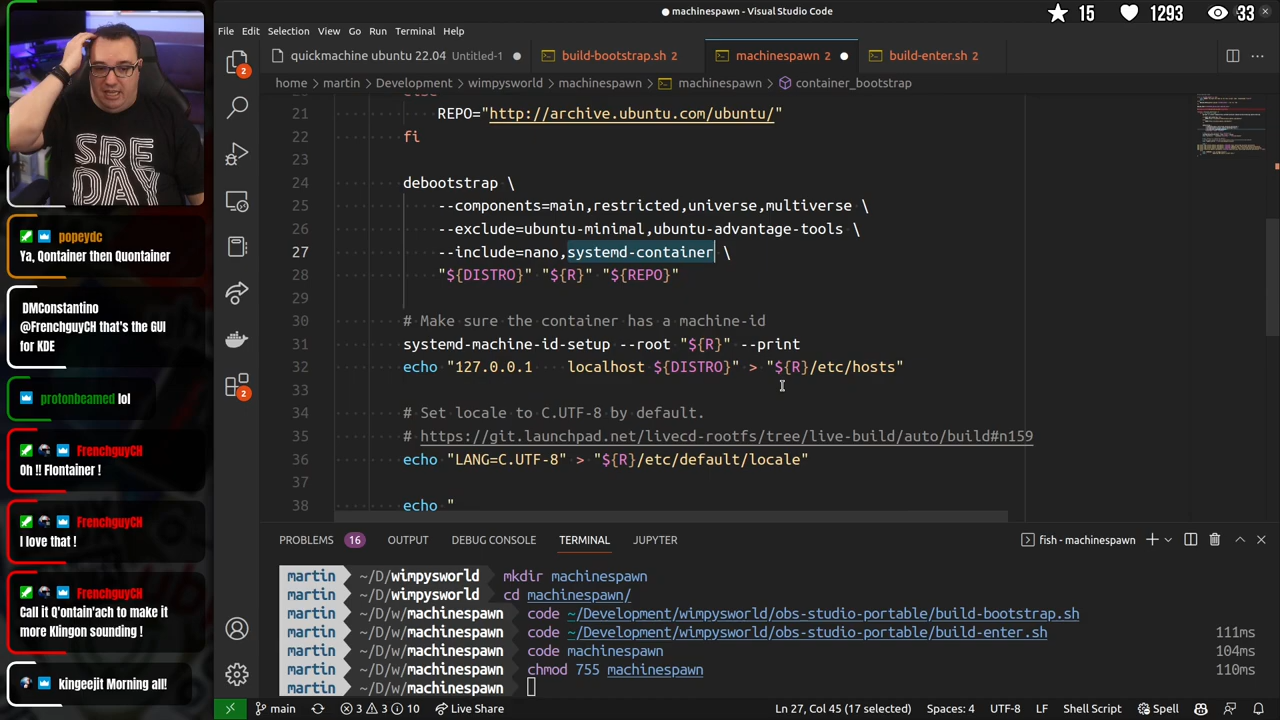 machinespawn - Visual Studio Code
15
1293
33
File Edit Selection View Go Run Terminal Help
quickmachine ubuntu 22.04 Untitled-1
build-bootstrap.sh 2
machinespawn 2
build-enter.sh 2
home > martin > Development > wimpysworld > machinespawn > machinespawn > ainer_bootstrap
21 REPO="http://archive.ubuntu.com/ubuntu/"
22 fi
23
24 debootstrap \
25 --components=main,restricted,universe,multiverse \
26 --exclude=ubuntu-minimal,ubuntu-advantage-tools \
27 --include=nano,systemd-container \
28 "${DISTRO}" "${R}" "${REPO}"
29
30 # Make sure the container has a machine-id
31 systemd-machine-id-setup --root "${R}" --print
32 echo "127.0.0.1 localhost ${DISTRO}" > "${R}/etc/hosts"
33
34 # Set locale to C.UTF-8 by default.
35 # https://git.launchpad.net/livecd-rootfs/tree/live-build/auto/build#n159
36 echo "LANG=C.UTF-8" > "${R}/etc/default/locale"
37
38 echo "
PROBLEMS 16 OUTPUT DEBUG CONSOLE TERMINAL JUPYTER
fish - machinespawn
martin ~/D/wimpysworld mkdir machinespawn
martin ~/D/wimpysworld cd machinespawn/
martin ~/D/w/machinespawn code ~/Development/wimpysworld/obs-studio-portable/build-bootstrap.sh
martin ~/D/w/machinespawn code ~/Development/wimpysworld/obs-studio-portable/build-enter.sh 111ms
martin ~/D/w/machinespawn code machinespawn 104ms
martin ~/D/w/machinespawn chmod 755 machinespawn 110ms
martin ~/D/w/machinespawn
main 3 3 10 Live Share
Ln 27, Col 45 (17 selected) Spaces: 4 UTF-8 LF Shell Script Spell
2
2
SRE
DAY
popeydc
Ya, Qontainer then Quontainer
DMConstantino
@FrenchguyCH that's the GUI
for KDE
protonbeamed lol
FrenchguyCH
Oh !! Flontainer !
FrenchguyCH
I love that !
FrenchguyCH
Call it Q'ontain'ach to make it
more Klingon sounding !
kingeejit Morning all!